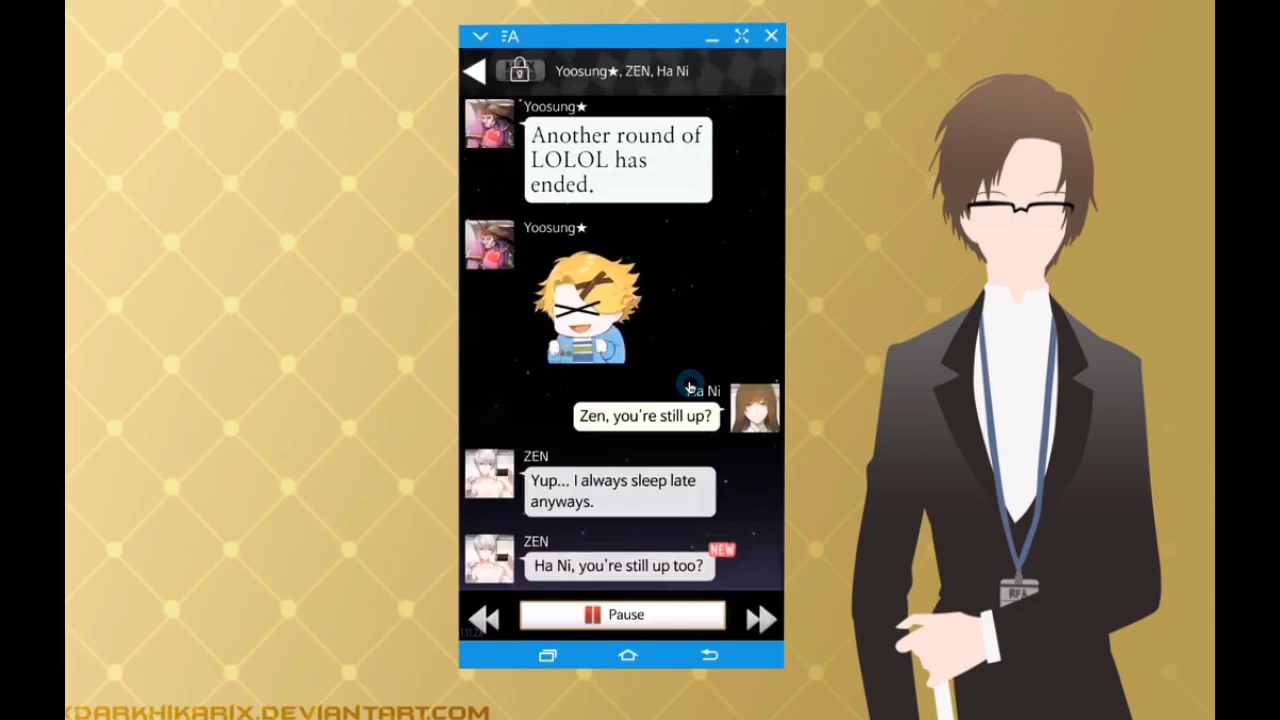 Yoosung★, ZEN, Ha Ni
Yoosung★
Another round of
LOLOL has
ended.
Yoosung★
Ha Ni
Zen, you're still up?
ZEN
Yup... I always sleep late
anyways.
ZEN
NEW
Ha Ni, you're still up too?
Pause
RFA
XDARKHIKARIX.DEVIANTART.COM